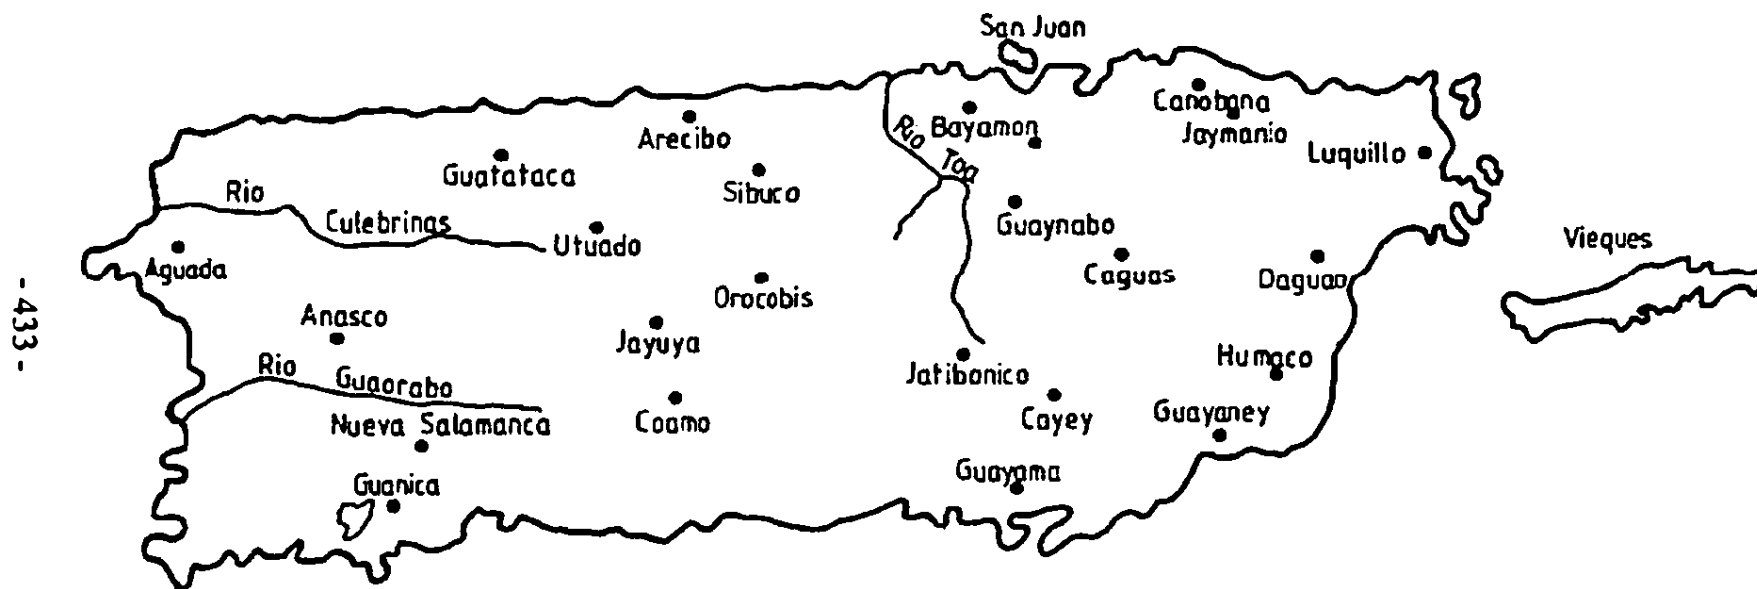 San Juan
Canobana
Jaymanio
Bayamon
Arecibo
Luquillo
Rio Toa
Guatataca
Sibuco
Rio Culebrinas
Guaynabo
Utuado
Vieques
Aguada
Caguas
Daguao
Orocobis
Anasco
Jayuya
Humaco
Rio Guaorabo
Jatibonico
Nueva Salamanca
Coamo
Cayey
Guayaney
Guanica
Guayama
- 433 -